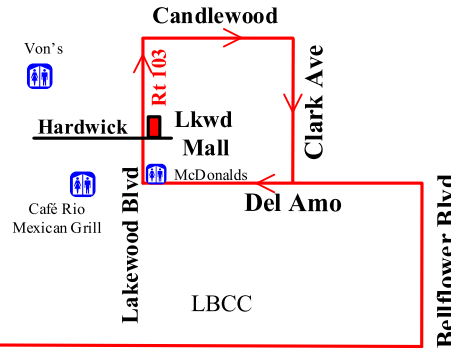 Candlewood
Von's
Rt 103
Clark Ave
Lkwd
Mall
Hardwick
McDonalds
Café Rio
Mexican Grill
Lakewood Blvd
Del Amo
Bellflower Blvd
LBCC